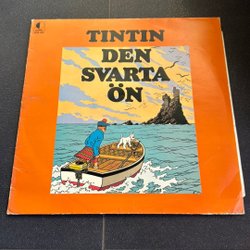 TINTIN
DEN
SVARTA
ÖN